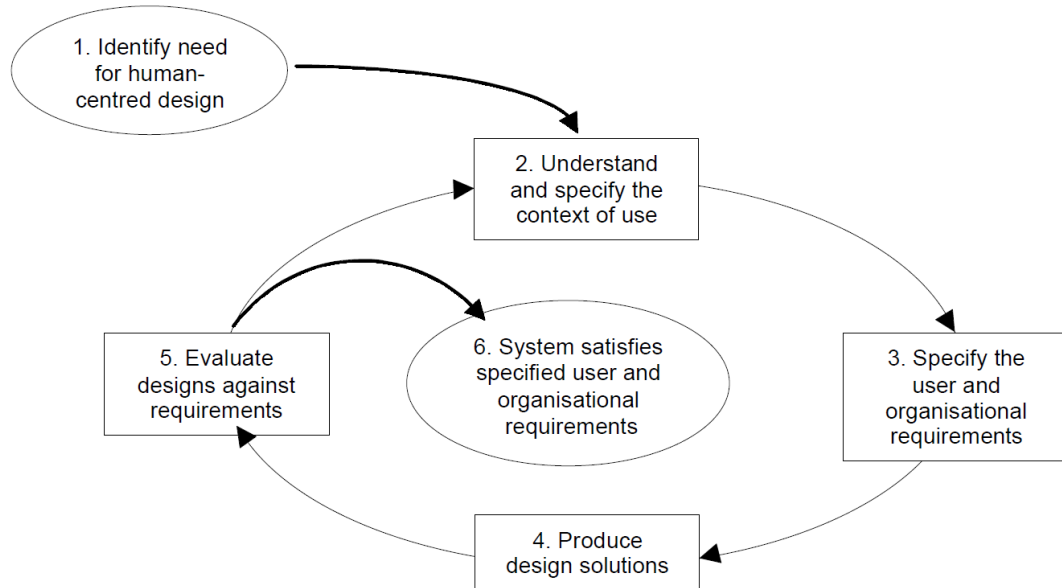 1. Identify need
for human-
centred design
2. Understand
and specify the
context of use
3. Specify the
user and
organisational
requirements
4. Produce
design solutions
5. Evaluate
designs against
requirements
6. System satisfies
specified user and
organisational
requirements